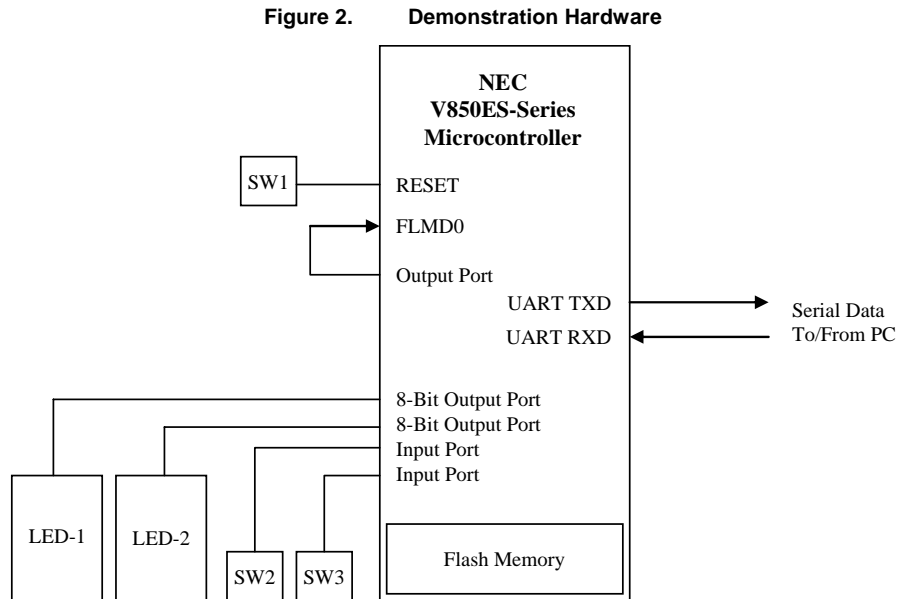 Figure 2. Demonstration Hardware
NEC
V850ES-Series
Microcontroller
SW1
RESET
FLMD0
Output Port
UART TXD
UART RXD
Serial Data
To/From PC
8-Bit Output Port
8-Bit Output Port
Input Port
Input Port
LED-1
LED-2
SW2
SW3
Flash Memory